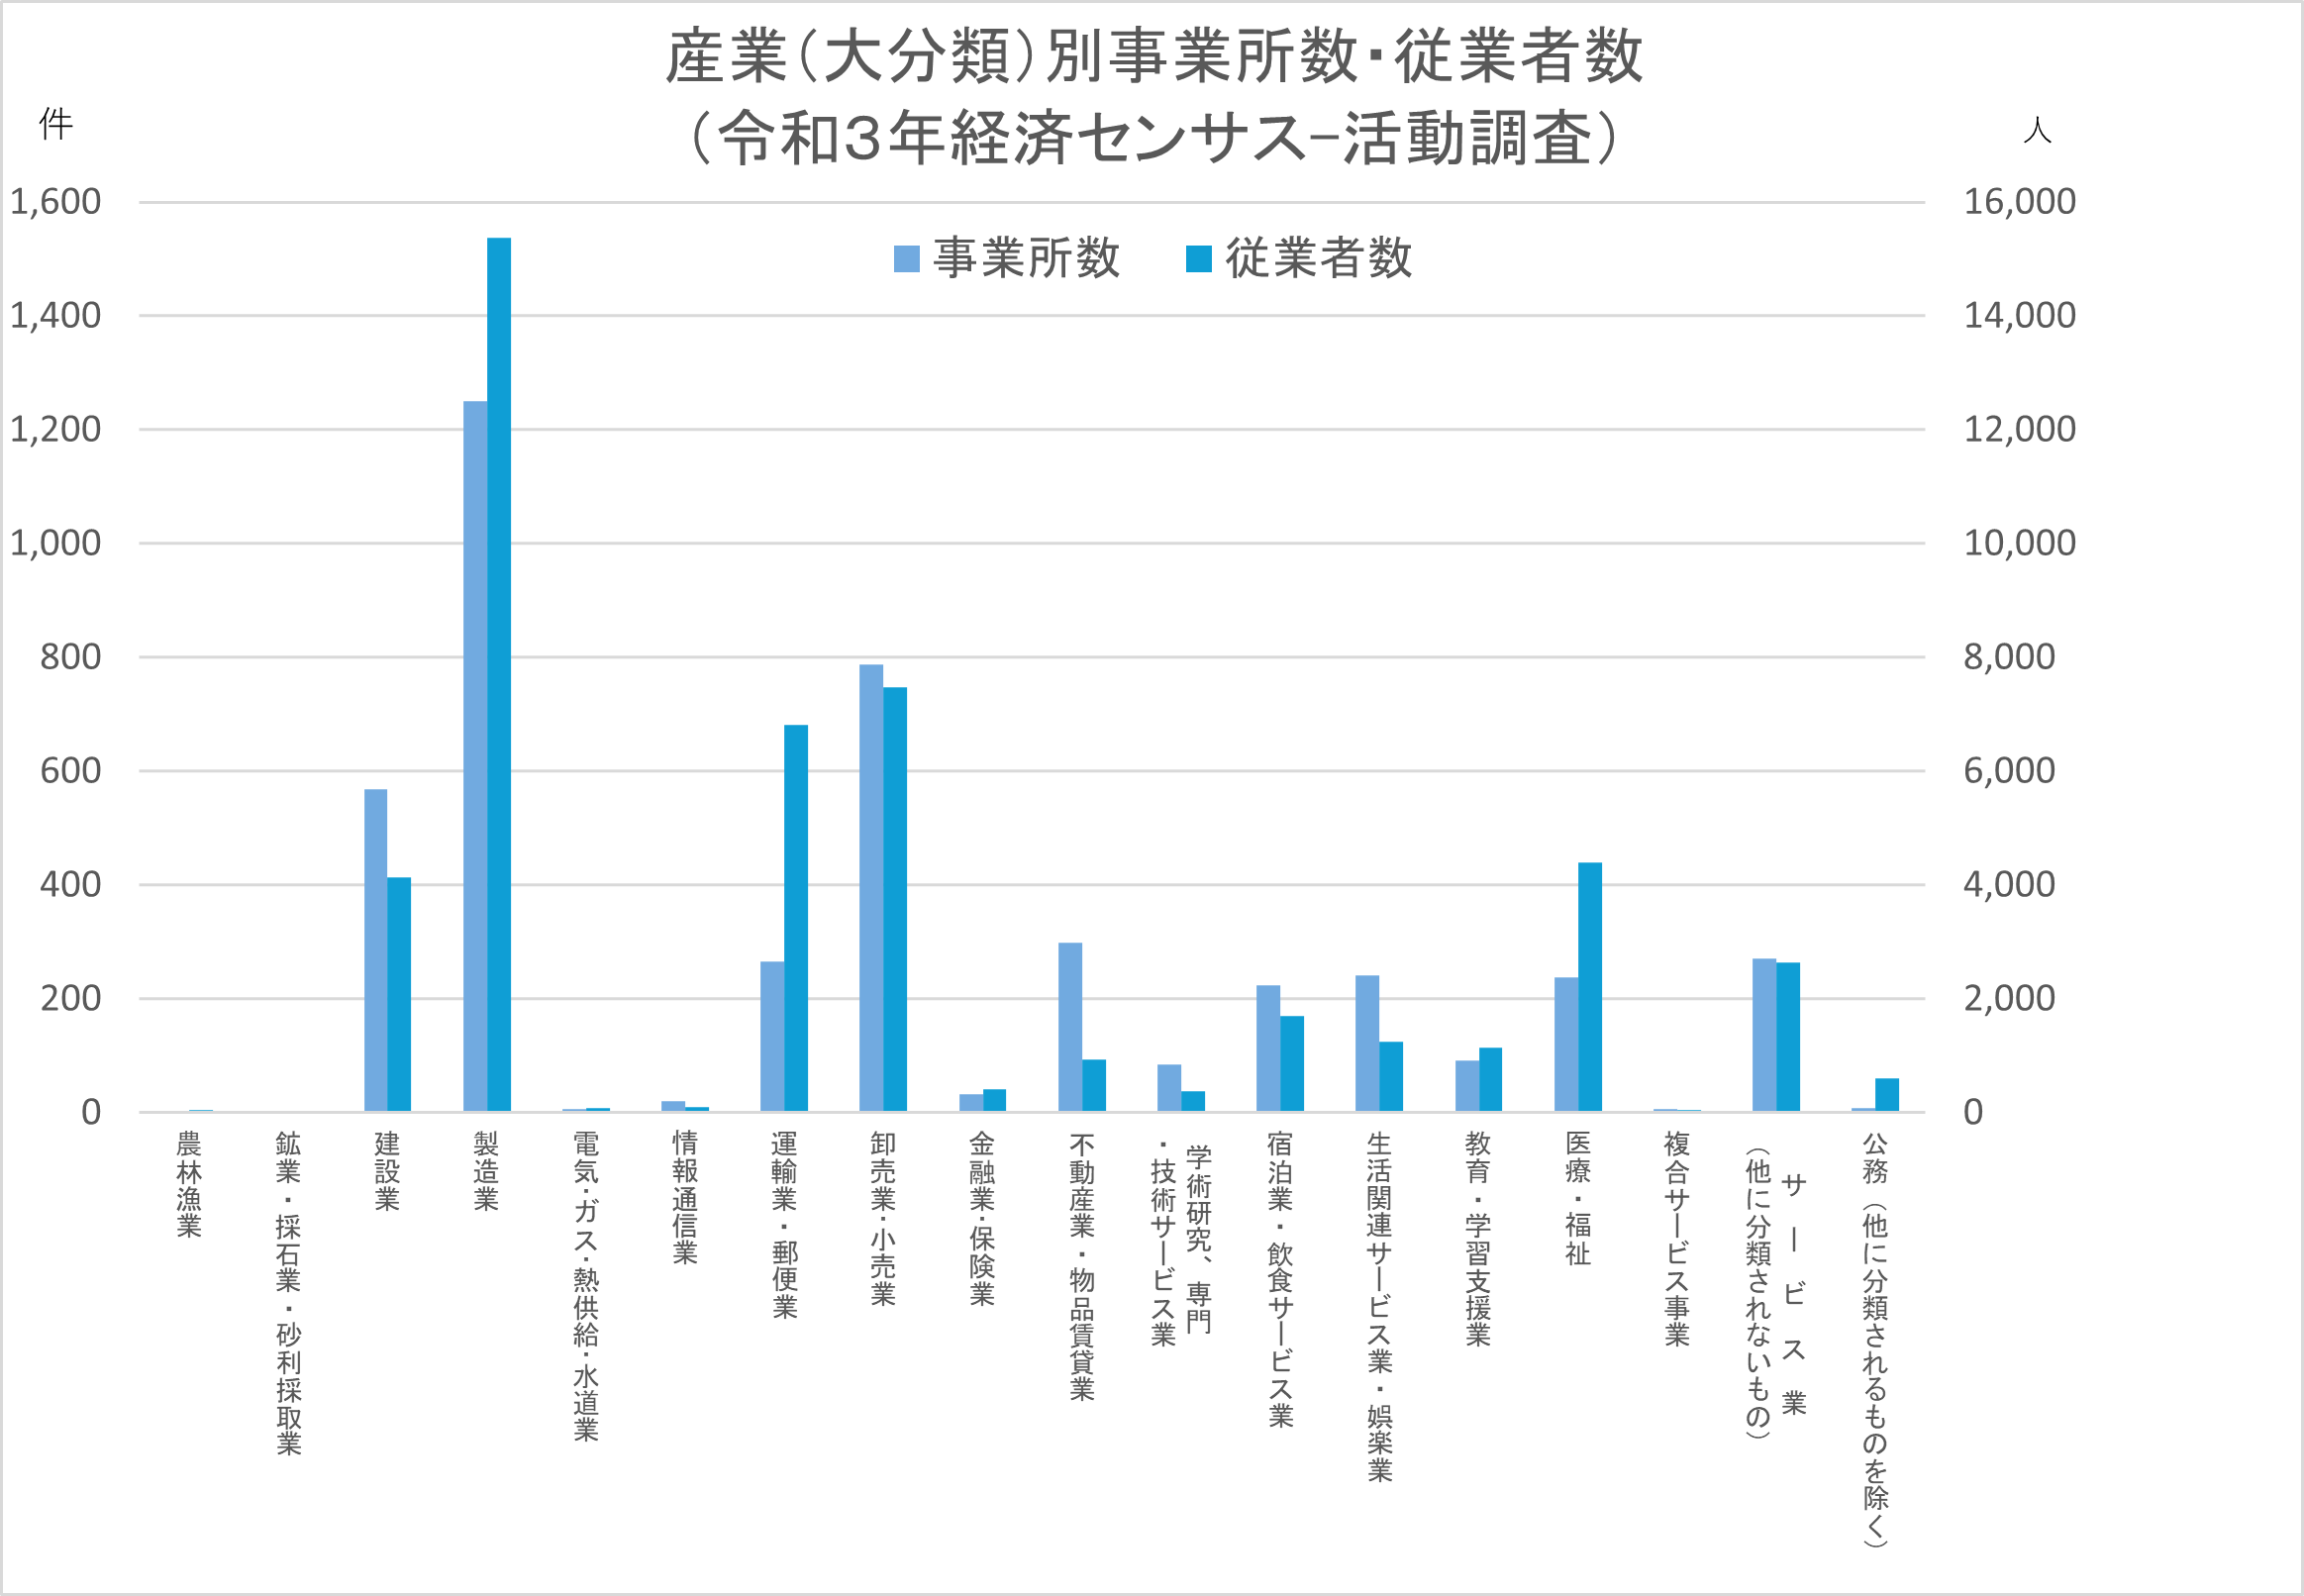 産業（大分類）別事業所数・従業者数
（令和３年経済センサス－活動調査）
件
人
事業所数
従業者数
1,600
1,400
1,200
1,000
800
600
400
200
0
16,000
14,000
12,000
10,000
8,000
6,000
4,000
2,000
0
農林漁業
鉱業・採石業・砂利採取業
建設業
製造業
電気・ガス・熱供給・水道業
情報通信業
運輸業・郵便業
卸売業・小売業
金融業・保険業
不動産業・物品賃貸業
学術研究、専門
・技術サービス業
宿泊業・飲食サービス業
生活関連サービス業・娯楽業
教育・学習支援業
医療・福祉
複合サービス事業
サービス業
（他に分類されないもの）
公務（他に分類されるものを除く）